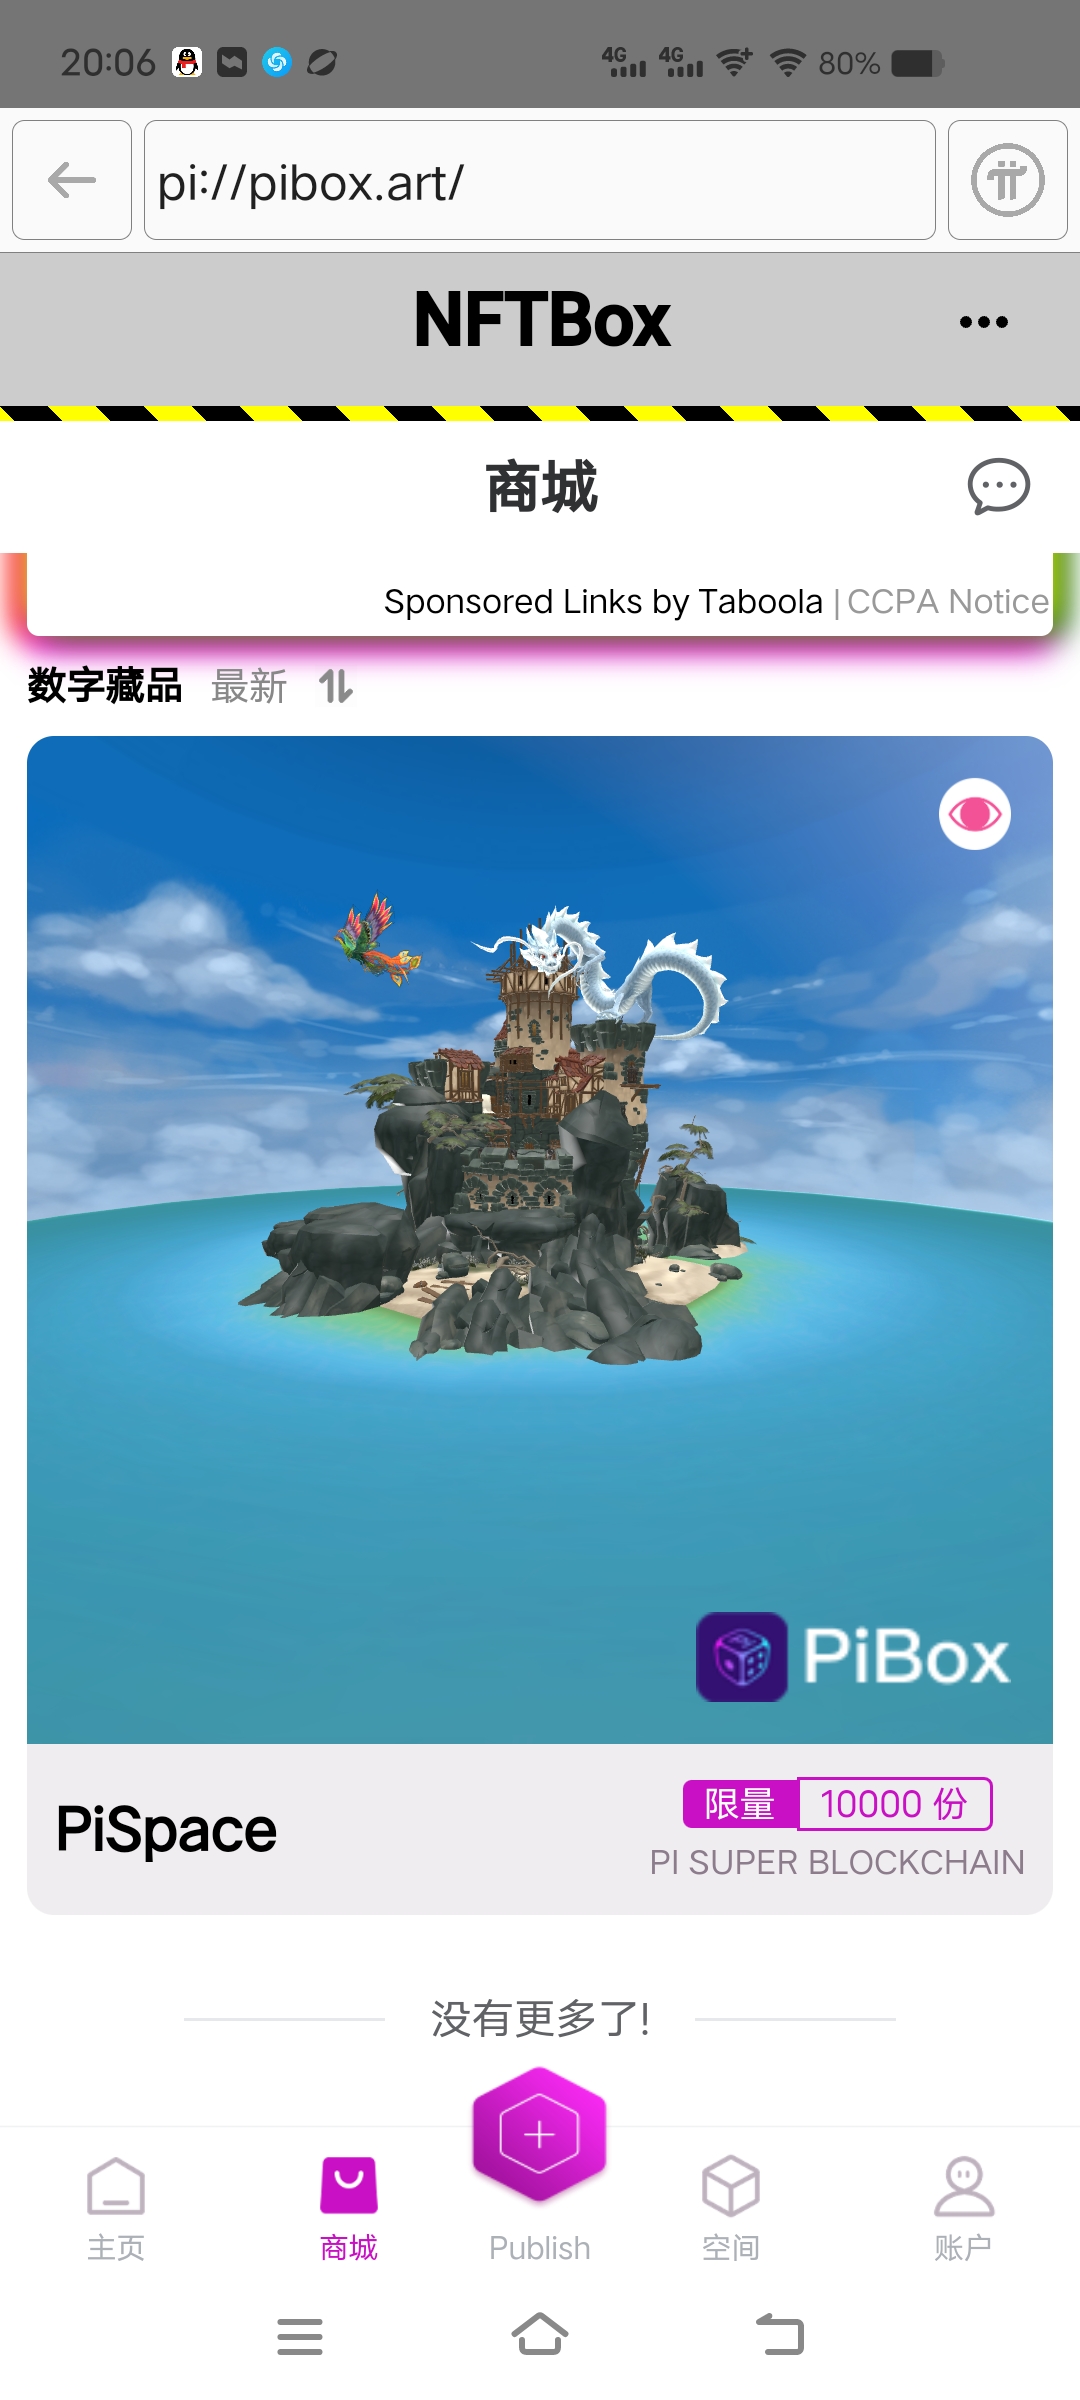 20:06
4G 4G 80%
pi://pibox.art/
NFTBox
商城
Sponsored Links by Taboola | CCPA Notice
数字藏品 最新
PiBox
PiSpace
限量 10000 份
PI SUPER BLOCKCHAIN
没有更多了!
主页 商城 Publish 空间 账户